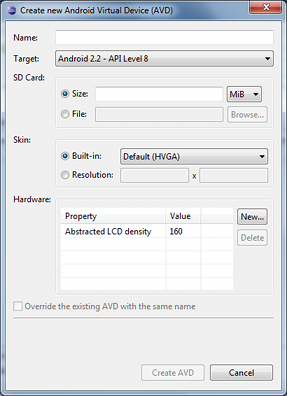 Create new Android Virtual Device (AVD)
Name:
Target: Android 2.2 - API Level 8
SD Card:
Size: MiB
File: Browse...
Skin:
Built-in: Default (HVGA)
Resolution: x
Hardware:
Property Value New...
Abstracted LCD density 160 Delete
Override the existing AVD with the same name
Create AVD Cancel